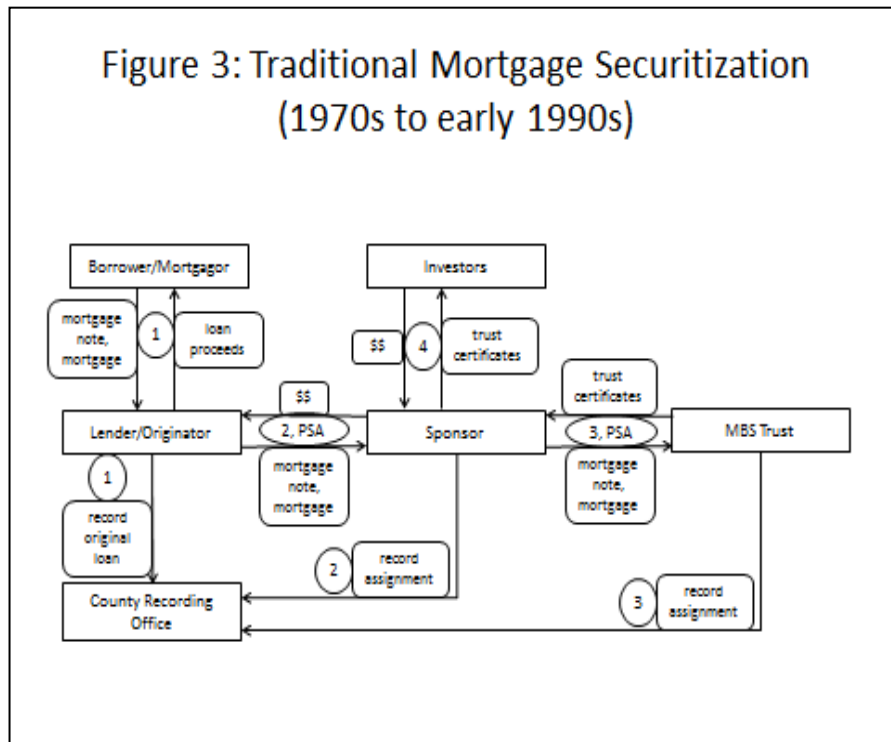 Figure 3: Traditional Mortgage Securitization
(1970s to early 1990s)
Borrower/Mortgagor
Investors
mortgage
note,
mortgage
1
loan
proceeds
$$
4
trust
certificates
$$
trust
certificates
Lender/Originator
2, PSA
Sponsor
3, PSA
MBS Trust
1
mortgage
note,
mortgage
mortgage
note,
mortgage
record
original
loan
2
record
assignment
3
record
assignment
County Recording
Office